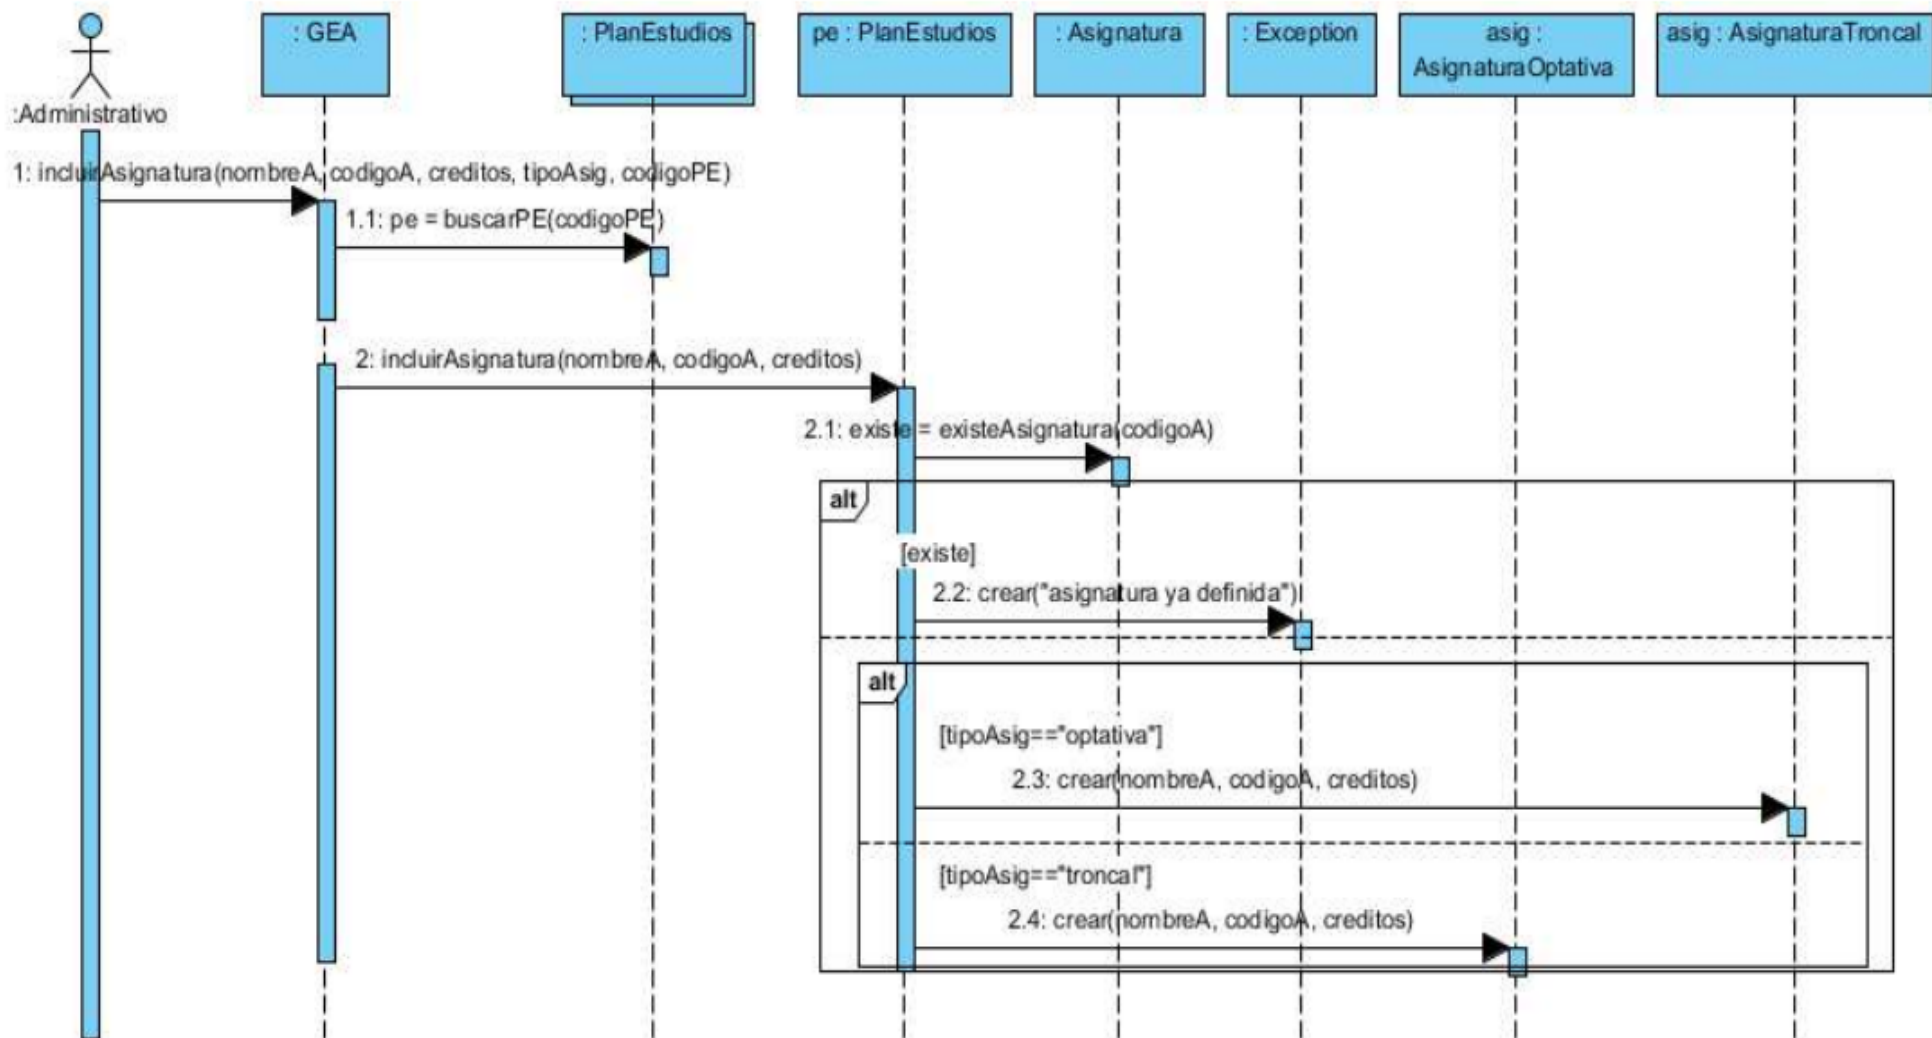 : GEA
: PlanEstudios
pe : PlanEstudios
: Asignatura
: Exception
asig :
AsignaturaOptativa
asig : AsignaturaTroncal
:Administrativo
1: incluirAsignatura(nombreA, codigoA, creditos, tipoAsig, codigoPE)
1.1: pe = buscarPE(codigoPE)
2: incluirAsignatura(nombreA, codigoA, creditos)
2.1: existe = existeAsignatura(codigoA)
alt
[existe]
2.2: crear("asignatura ya definida")
alt
[tipoAsig=="optativa"]
2.3: crear(nombreA, codigoA, creditos)
[tipoAsig=="troncal"]
2.4: crear(nombreA, codigoA, creditos)